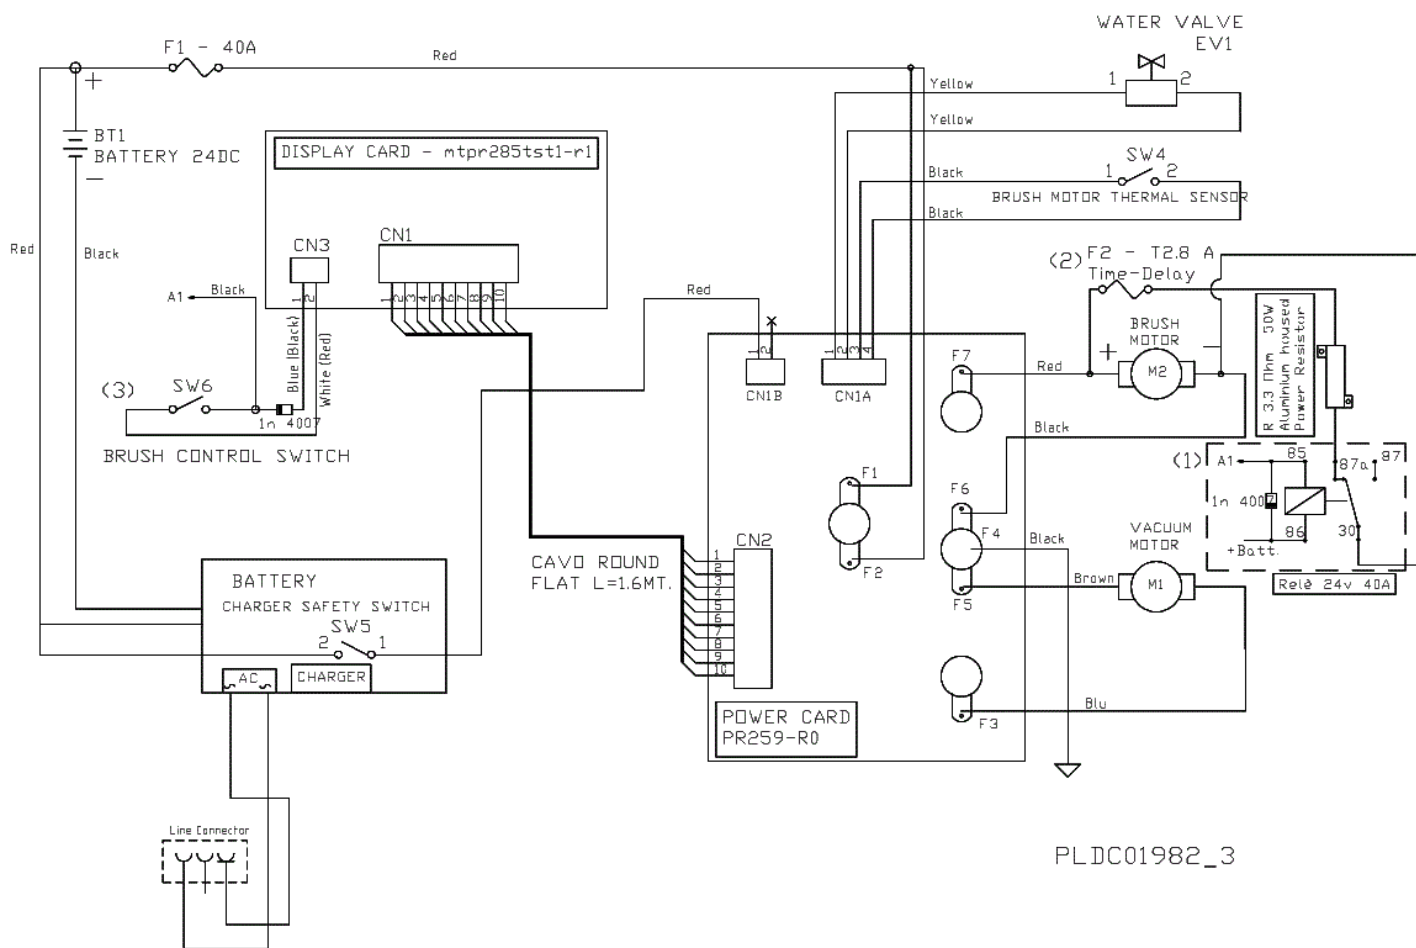 WATER VALVE
EV1
F1 - 40A
Red
1 2
Yellow
Yellow
+
BT1
BATTERY 24DC
-
DISPLAY CARD - mtpr285tst1-r1
SW4
1 2
Black
BRUSH MOTOR THERMAL SENSOR
Black
CN3
CN1
Red
Black
(2) F2 - T2.8 A
Time-Delay
A1
Black
1 2
1 2 3 4 5 6 7 8 9 10
Red
R 3.3 Ohm 50W
Aluminium housed
Power Resistor
BRUSH
MOTOR
+ -
M2
Blue (Black)
White (Red)
1 2
1 2 3 4
F7
Red
(3)
SW6
CN1B
CN1A
1n 4007
BRUSH CONTROL SWITCH
Black
(1)
A1
85
87a
87
F1
F6
1n 4007
F4
Black
VACUUM
MOTOR
86
30
+Batt.
CAVO ROUND
FLAT L=1.6MT.
CN2
F2
Brown
M1
F5
Relè 24v 40A
1
2
3
4
5
6
7
8
9
10
BATTERY
CHARGER SAFETY SWITCH
SW5
2 1
AC
CHARGER
Blu
F3
POWER CARD
PR259-R0
Line Connector
PLDC01982_3